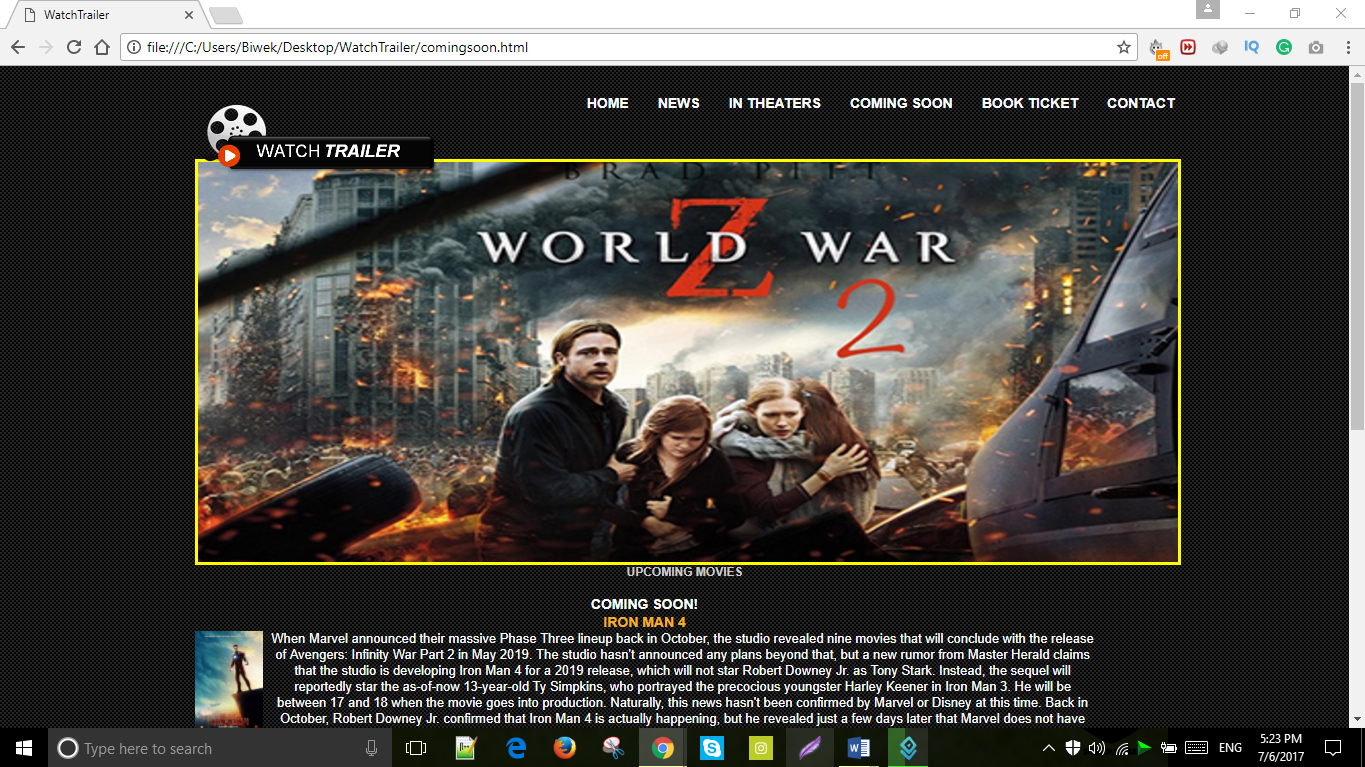 WatchTrailer
file:///C:/Users/Biwek/Desktop/WatchTrailer/comingsoon.html
off
IQ
HOME NEWS IN THEATERS COMING SOON BOOK TICKET CONTACT
WATCH TRAILER
BRAD PITT
Z
WORLD WAR
2
UPCOMING MOVIES
COMING SOON!
IRON MAN 4
When Marvel announced their massive Phase Three lineup back in October, the studio revealed nine movies that will conclude with the release
of Avengers: Infinity War Part 2 in May 2019. The studio hasn't announced any plans beyond that, but a new rumor from Master Herald claims
that the studio is developing Iron Man 4 for a 2019 release, which will not star Robert Downey Jr. as Tony Stark. Instead, the sequel will
reportedly star the as-of-now 13-year-old Ty Simpkins, who portrayed the precocious youngster Harley Keener in Iron Man 3. He will be
between 17 and 18 when the movie goes into production. Naturally, this news hasn't been confirmed by Marvel or Disney at this time. Back in
October, Robert Downey Jr. confirmed that Iron Man 4 is actually happening, but he revealed just a few days later that Marvel does not have
Type here to search
ENG
5:23 PM
7/6/2017